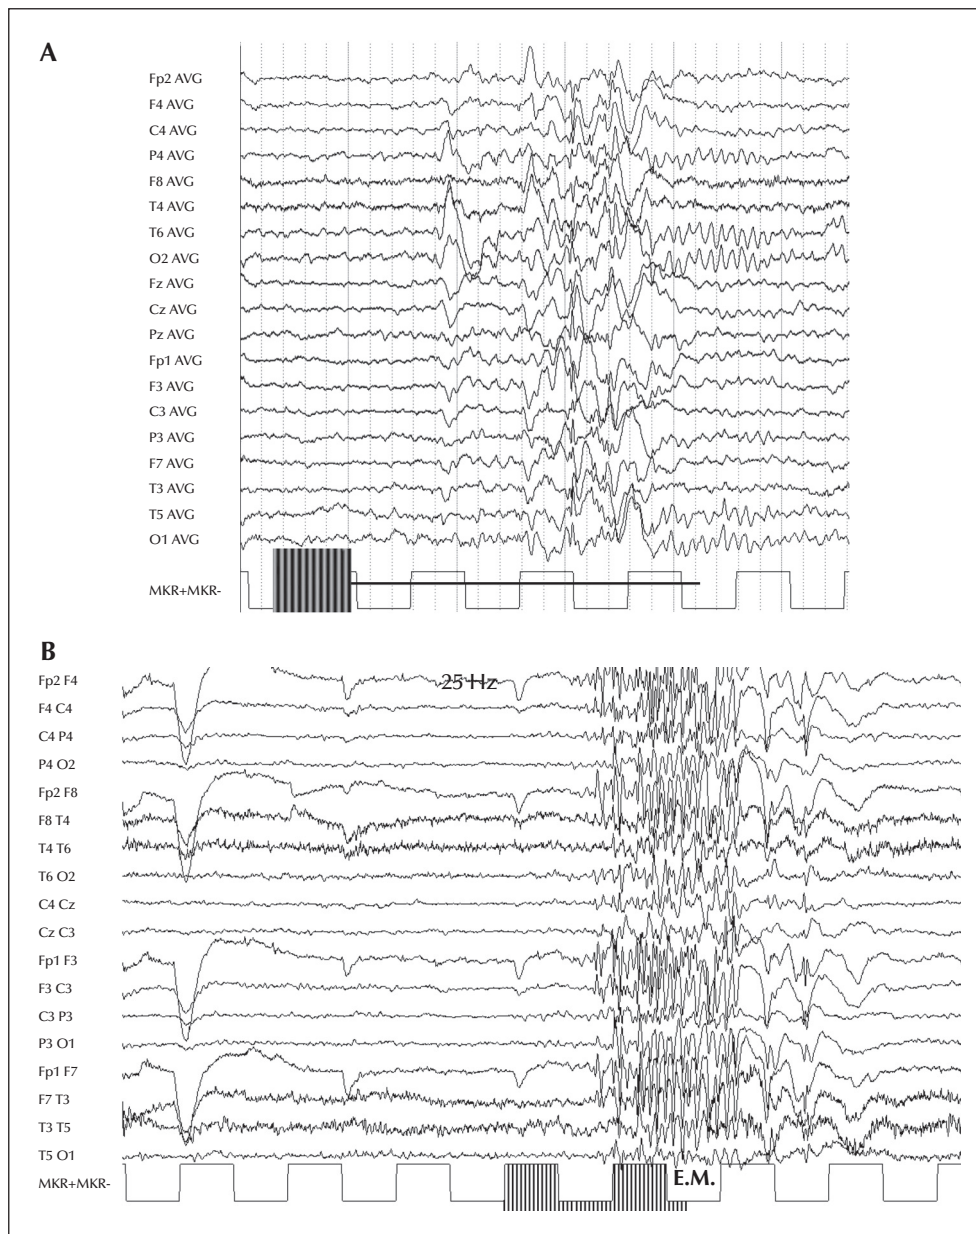 A
Fp2 AVG
F4 AVG
C4 AVG
P4 AVG
F8 AVG
T4 AVG
T6 AVG
O2 AVG
Fz AVG
Cz AVG
Pz AVG
Fp1 AVG
F3 AVG
C3 AVG
P3 AVG
F7 AVG
T3 AVG
T5 AVG
O1 AVG
MKR+MKR-
B
25 Hz
Fp2 F4
F4 C4
C4 P4
P4 O2
Fp2 F8
F8 T4
T4 T6
T6 O2
C4 Cz
Cz C3
Fp1 F3
F3 C3
C3 P3
P3 O1
Fp1 F7
F7 T3
T3 T5
T5 O1
MKR+MKR-
E.M.